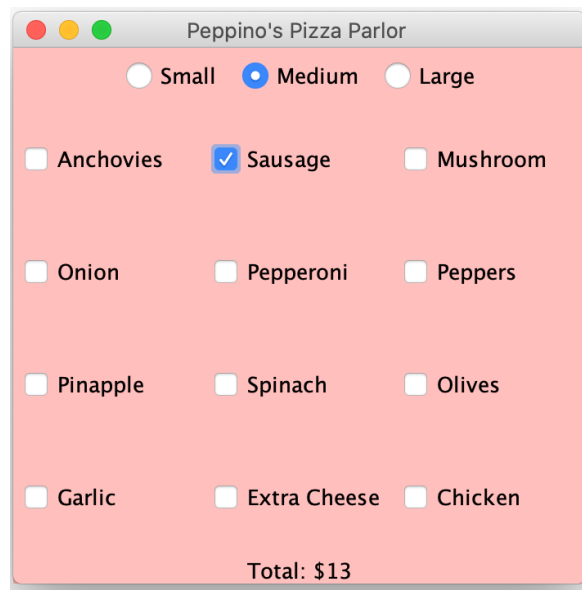 Peppino's Pizza Parlor
Small Medium Large
Anchovies Sausage Mushroom
Onion Pepperoni Peppers
Pinapple Spinach Olives
Garlic Extra Cheese Chicken
Total: $13